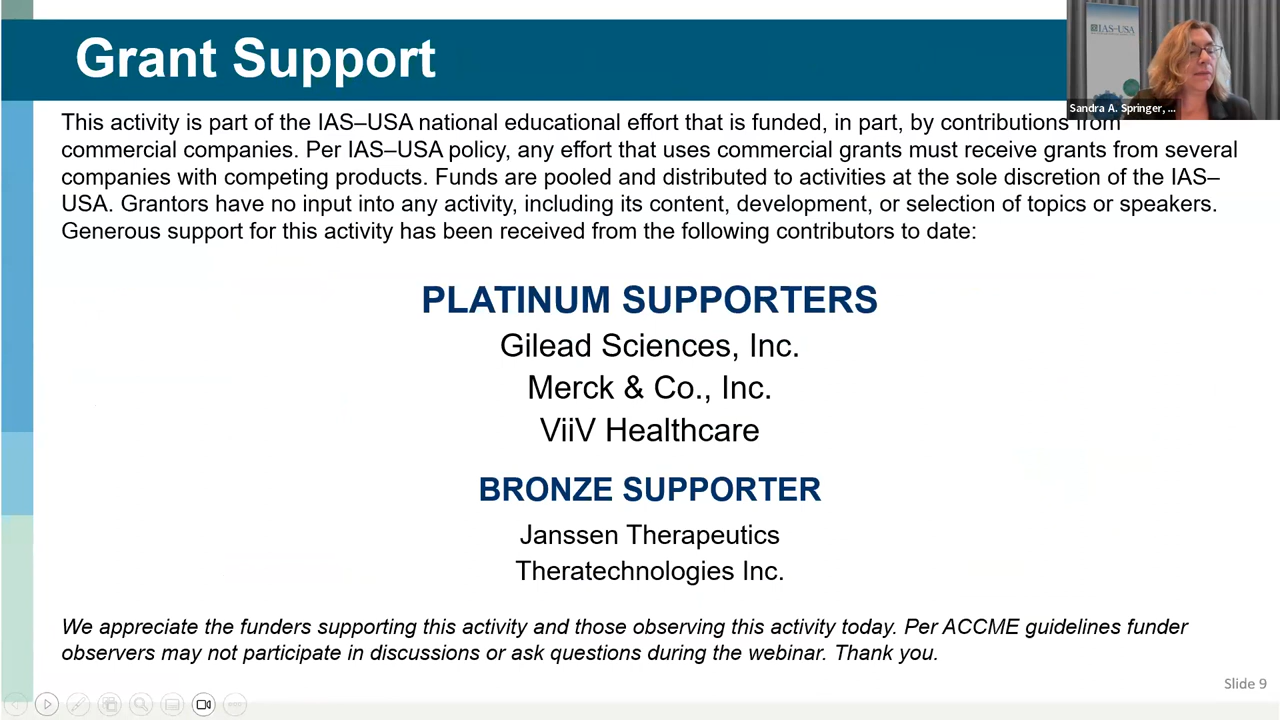 Grant Support
IAS–USA
Sandra A. Springer, ...
This activity is part of the IAS–USA national educational effort that is funded, in part, by contributions from
commercial companies. Per IAS–USA policy, any effort that uses commercial grants must receive grants from several
companies with competing products. Funds are pooled and distributed to activities at the sole discretion of the IAS–
USA. Grantors have no input into any activity, including its content, development, or selection of topics or speakers.
Generous support for this activity has been received from the following contributors to date:
PLATINUM SUPPORTERS
Gilead Sciences, Inc.
Merck & Co., Inc.
ViiV Healthcare
BRONZE SUPPORTER
Janssen Therapeutics
Theratechnologies Inc.
We appreciate the funders supporting this activity and those observing this activity today. Per ACCME guidelines funder
observers may not participate in discussions or ask questions during the webinar. Thank you.
Slide 9